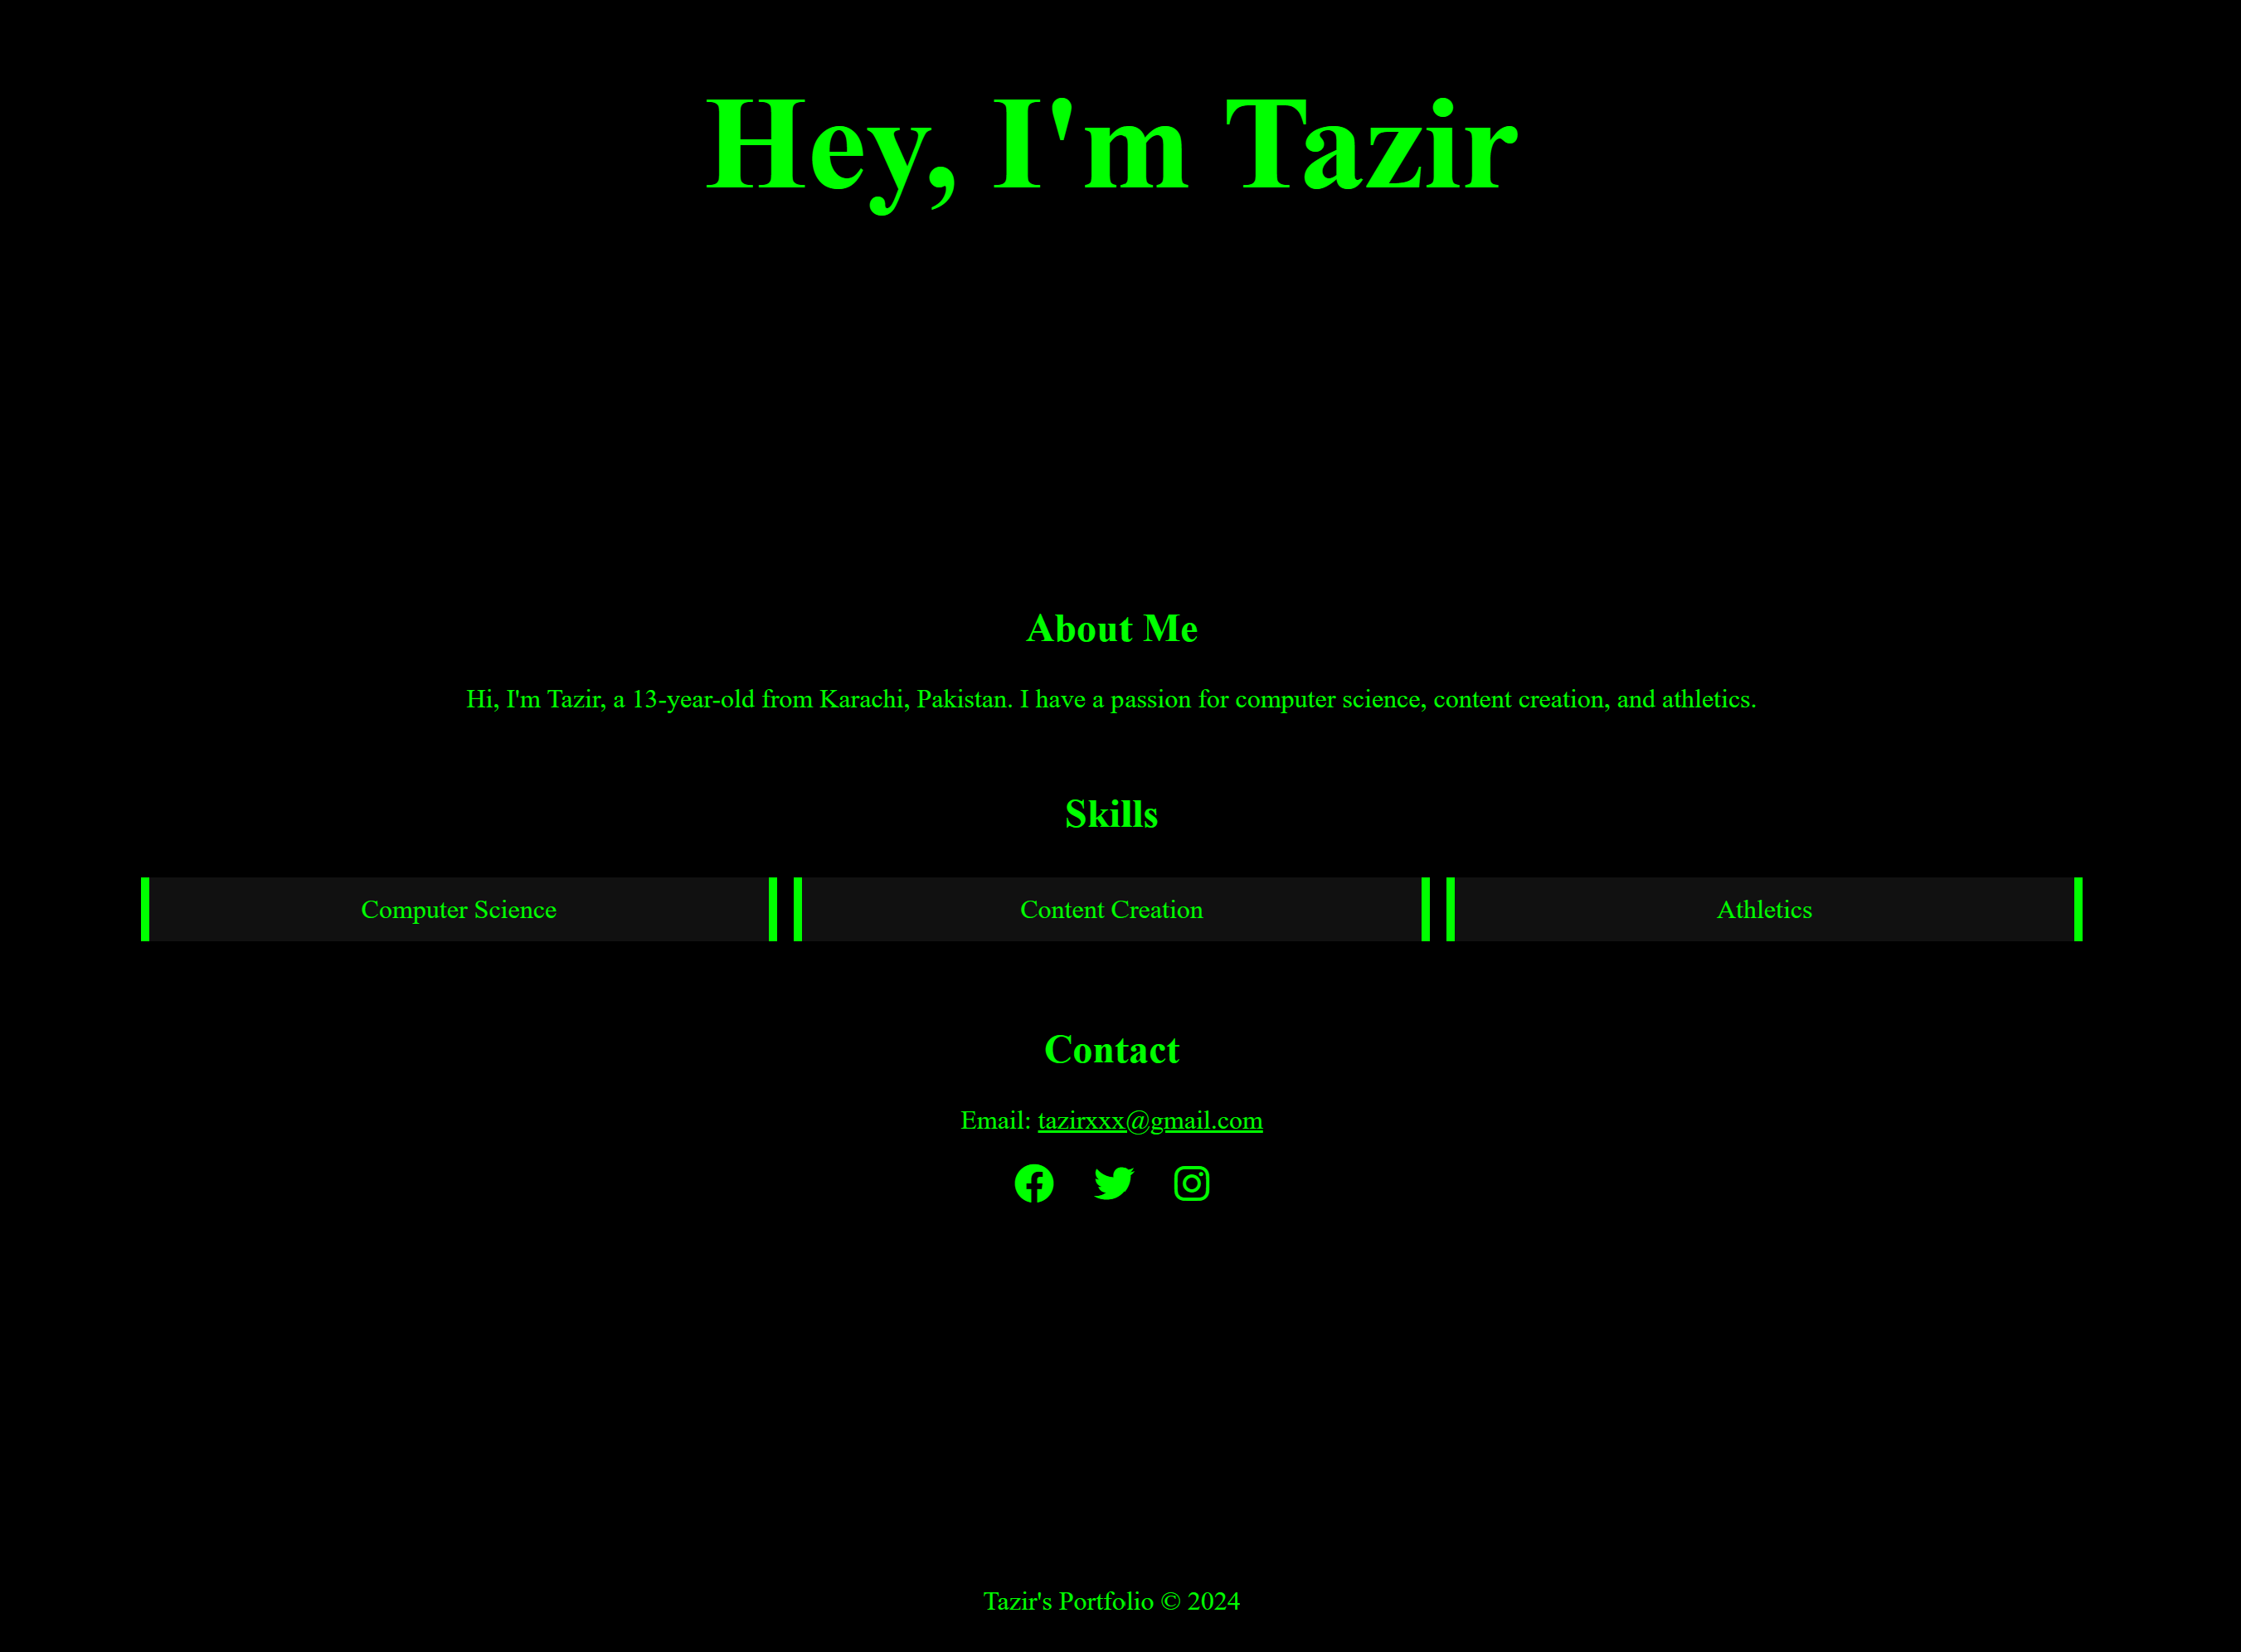 Hey, I'm Tazir
About Me
Hi, I'm Tazir, a 13-year-old from Karachi, Pakistan. I have a passion for computer science, content creation, and athletics.
Skills
Computer Science
Content Creation
Athletics
Contact
Email: tazirxxx@gmail.com
Tazir's Portfolio © 2024